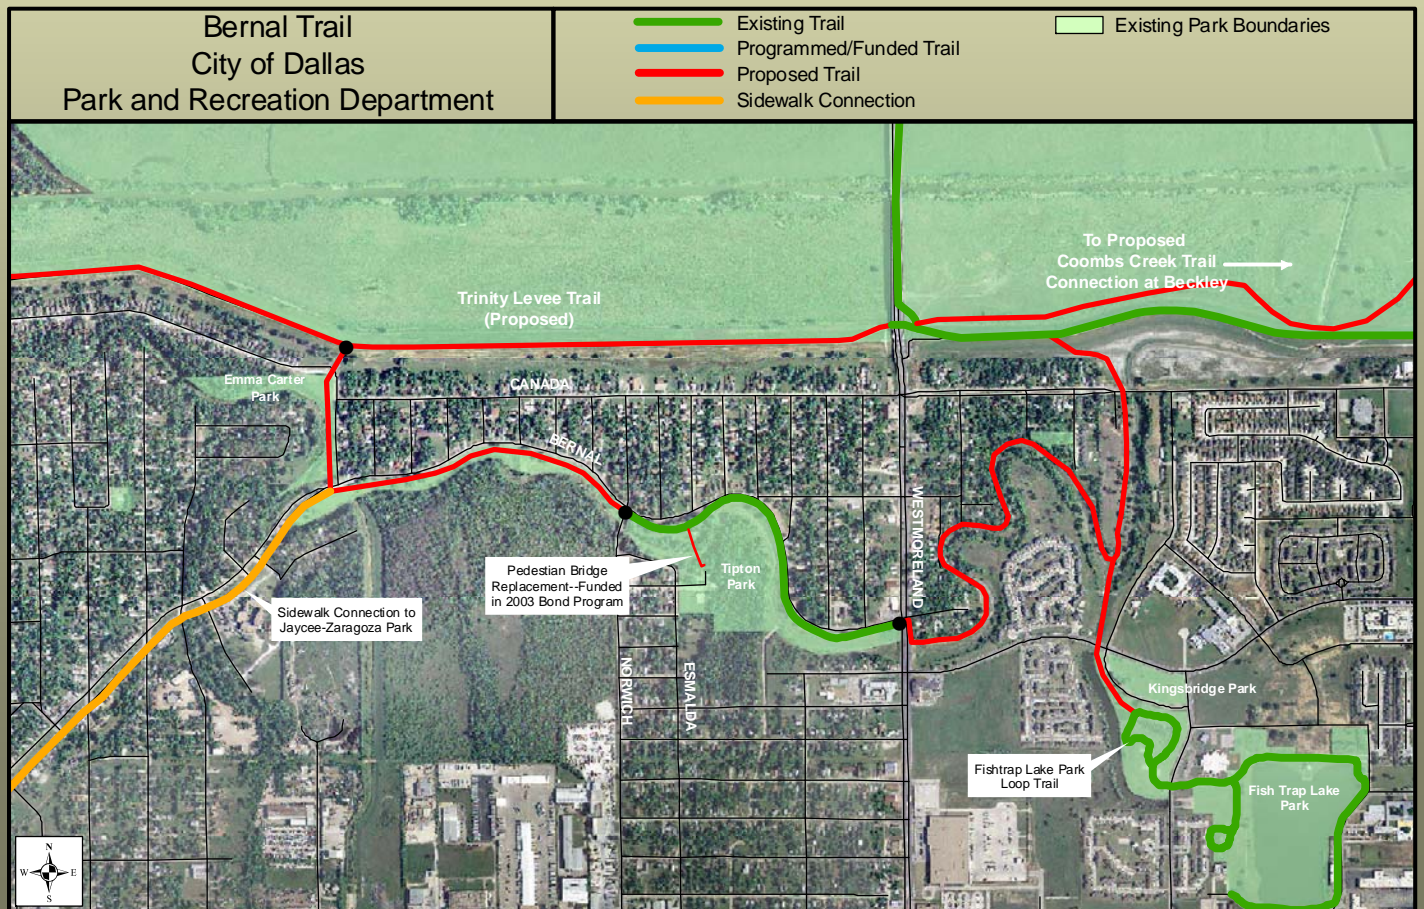 Bernal Trail
City of Dallas
Park and Recreation Department
Existing Trail
Programmed/Funded Trail
Proposed Trail
Sidewalk Connection
Existing Park Boundaries
To Proposed
Coombs Creek Trail
Connection at Beckley
Trinity Levee Trail
(Proposed)
Emma Carter
Park
CANADA
BERNAL
WESTMORELAND
Pedestian Bridge
Replacement--Funded
in 2003 Bond Program
Tipton
Park
Sidewalk Connection to
Jaycee-Zaragoza Park
NORWICH
ESMALDA
Kingsbridge Park
Fishtrap Lake Park
Loop Trail
Fish Trap Lake
Park
N
W
E
S